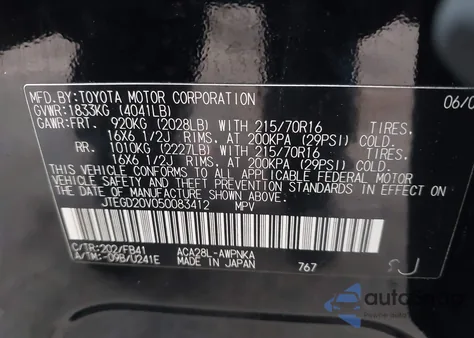 MFD.BY:TOYOTA MOTOR CORPORATION 06/0
GVWR:1833KG (4041LB)
GAWR:FRT. 920KG (2028LB) WITH 215/70R16 TIRES.
16X6 1/2J RIMS. AT 200KPA (29PSI) COLD.
RR. 1010KG (2227LB) WITH 215/70R16 TIRES.
16X6 1/2J RIMS. AT 200KPA (29PSI) COLD.
THIS VEHICLE CONFORMS TO ALL APPLICABLE FEDERAL MOTOR
VEHICLE SAFETY STANDARDS IN EFFECT ON
THE DATE OF MANUFACTURE SHOWN ABOVE.
JTEGD20V050083412 MPV
C/TR:202/FB41 ACA28L-AWPNKA
A/TM:-09B/U241E MADE IN JAPAN 767 SJ